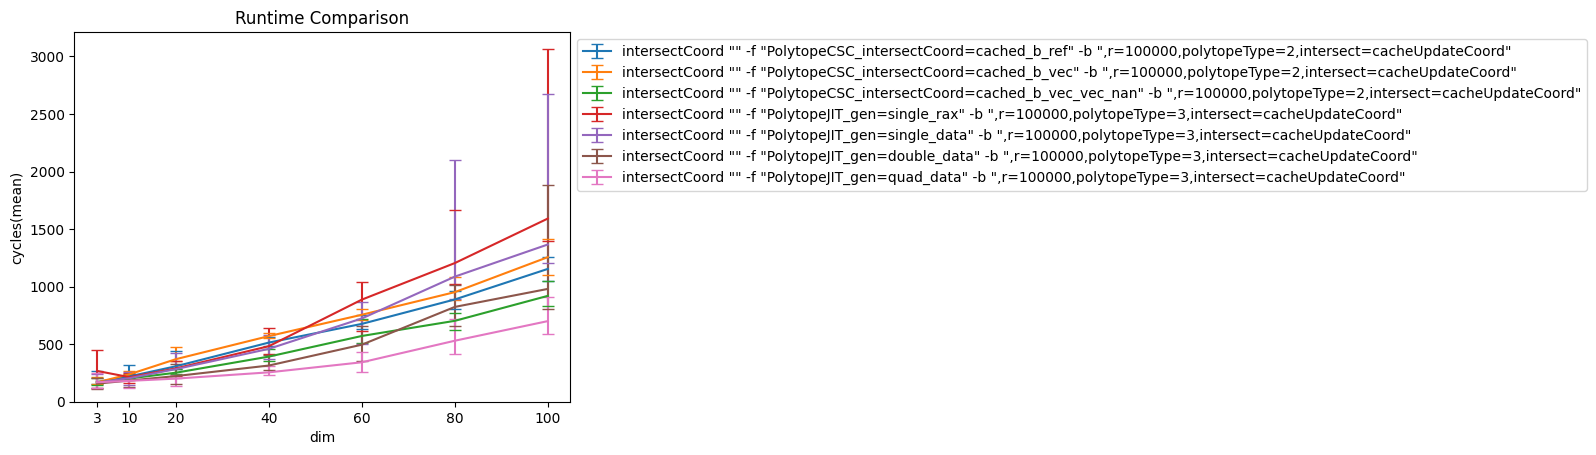 Runtime Comparison
cycles(mean)
3000
2500
2000
1500
1000
500
0
3 10 20 40 60 80 100
dim
intersectCoord "" -f "PolytopeCSC_intersectCoord=cached_b_ref" -b ",r=100000,polytopeType=2,intersect=cacheUpdateCoord"
intersectCoord "" -f "PolytopeCSC_intersectCoord=cached_b_vec" -b ",r=100000,polytopeType=2,intersect=cacheUpdateCoord"
intersectCoord "" -f "PolytopeCSC_intersectCoord=cached_b_vec_vec_nan" -b ",r=100000,polytopeType=2,intersect=cacheUpdateCoord"
intersectCoord "" -f "PolytopeJIT_gen=single_rax" -b ",r=100000,polytopeType=3,intersect=cacheUpdateCoord"
intersectCoord "" -f "PolytopeJIT_gen=single_data" -b ",r=100000,polytopeType=3,intersect=cacheUpdateCoord"
intersectCoord "" -f "PolytopeJIT_gen=double_data" -b ",r=100000,polytopeType=3,intersect=cacheUpdateCoord"
intersectCoord "" -f "PolytopeJIT_gen=quad_data" -b ",r=100000,polytopeType=3,intersect=cacheUpdateCoord"